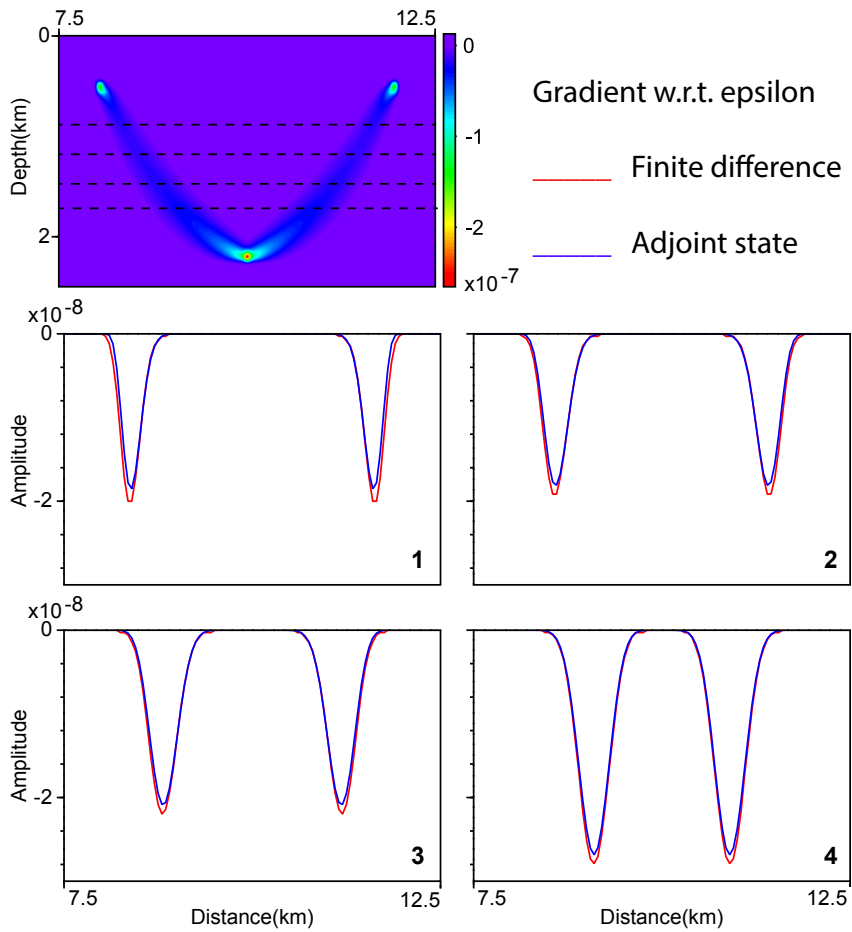 7.5 12.5
0
2
Depth(km)
0
-1
-2
x10-7
Gradient w.r.t. epsilon
Finite difference
Adjoint state
x10-8
0
-2
Amplitude
1
2
x10-8
0
-2
Amplitude
3
4
7.5 12.5 7.5 12.5
Distance(km) Distance(km)